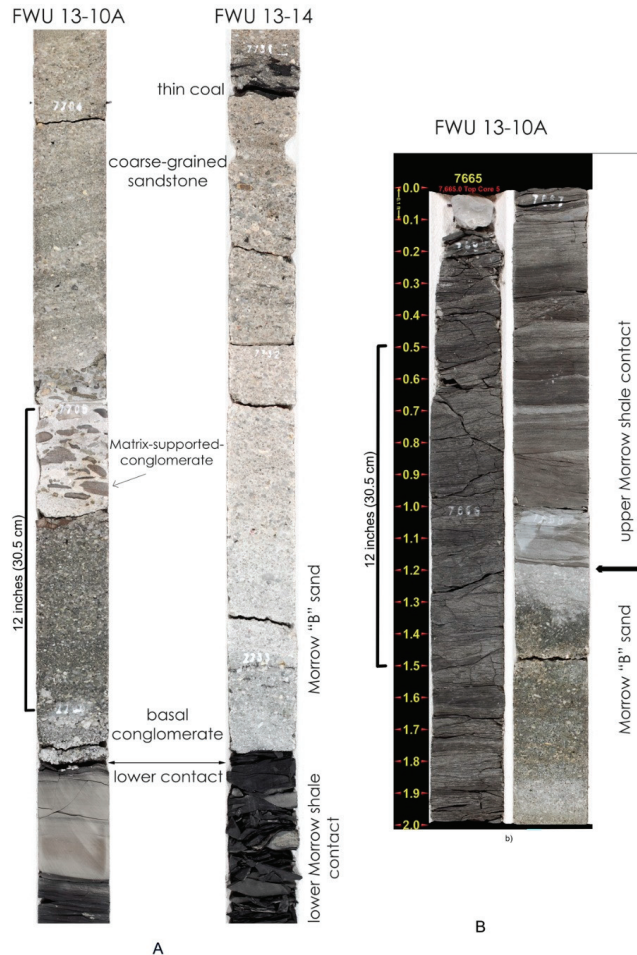 FWU 13-10A
FWU 13-14
thin coal
coarse-grained
sandstone
Matrix-supported-
conglomerate
12 inches (30.5 cm)
Morrow "B" sand
basal
conglomerate
lower contact
lower Morrow shale
contact
A
FWU 13-10A
7665
7,665.0 Top Core 5
0.0
0.1
0.2
0.3
0.4
0.5
0.6
0.7
0.8
0.9
1.0
1.1
1.2
1.3
1.4
1.5
1.6
1.7
1.8
1.9
2.0
12 inches (30.5 cm)
upper Morrow shale contact
Morrow "B" sand
b)
B